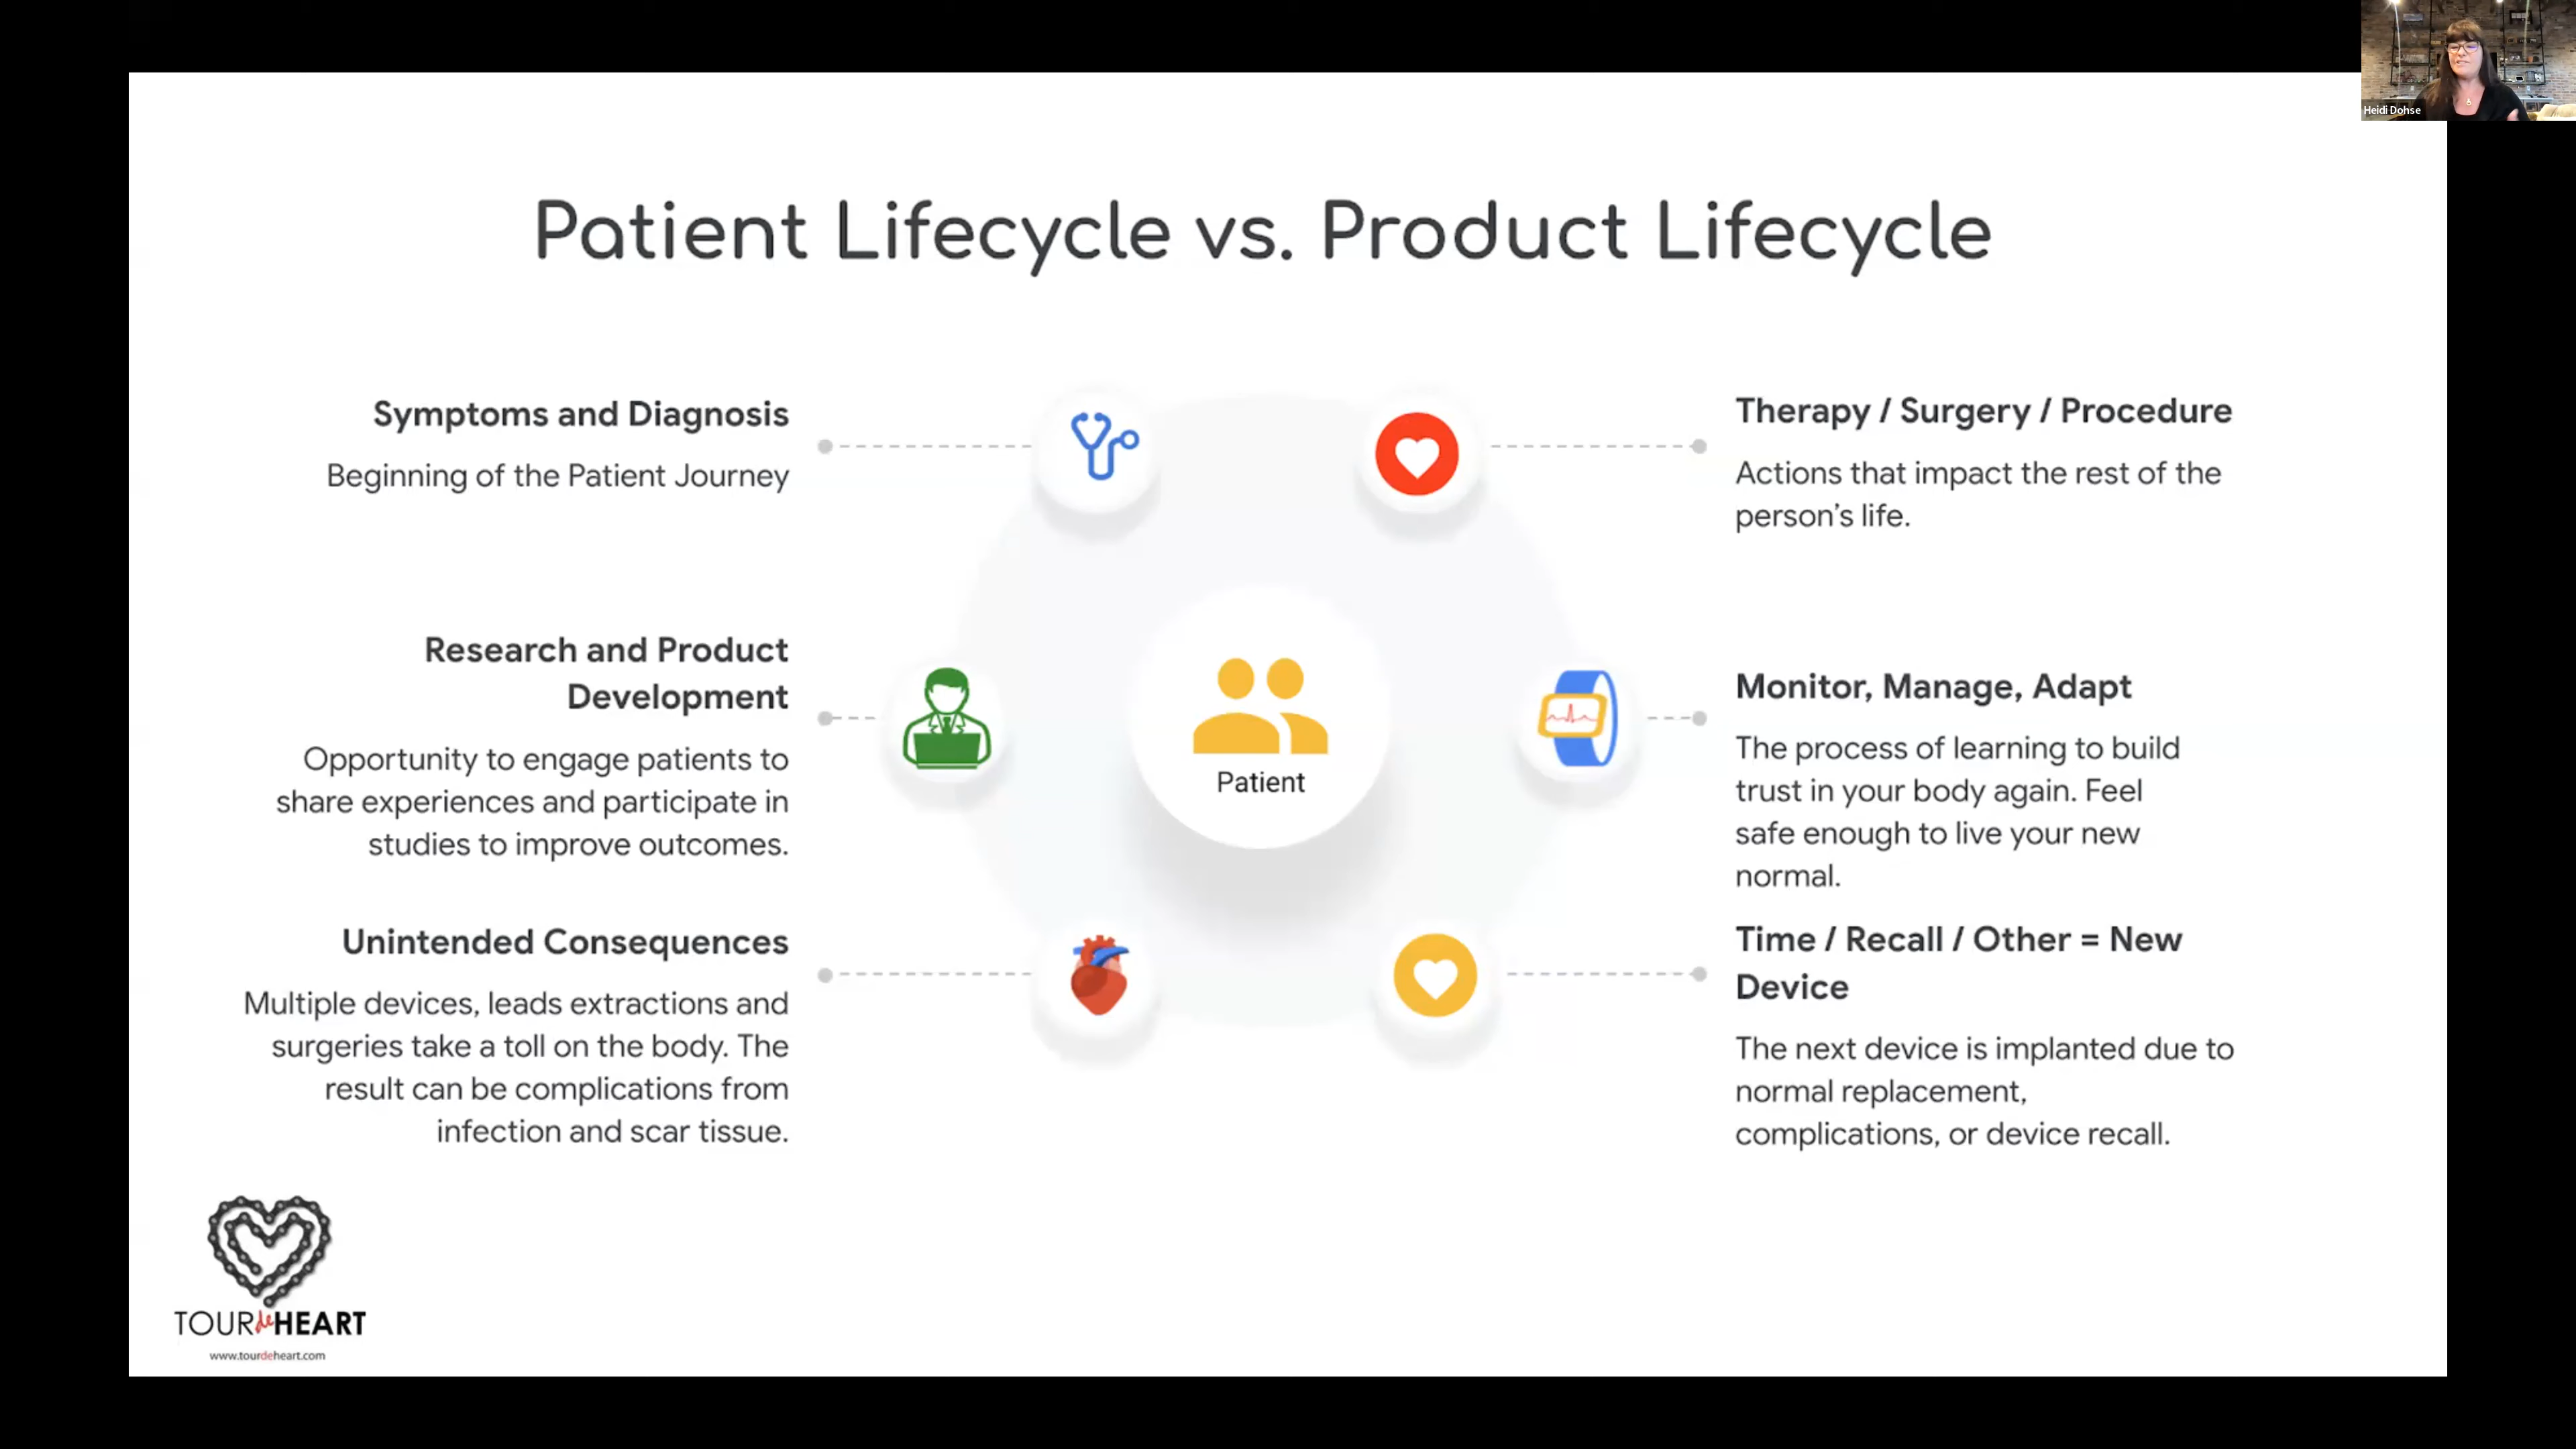 Heidi Dohse
Patient Lifecycle vs. Product Lifecycle
Symptoms and Diagnosis
Beginning of the Patient Journey
Therapy / Surgery / Procedure
Actions that impact the rest of the
person's life.
Research and Product
Development
Opportunity to engage patients to
share experiences and participate in
studies to improve outcomes.
Patient
Monitor, Manage, Adapt
The process of learning to build
trust in your body again. Feel
safe enough to live your new
normal.
Unintended Consequences
Multiple devices, leads extractions and
surgeries take a toll on the body. The
result can be complications from
infection and scar tissue.
Time / Recall / Other = New
Device
The next device is implanted due to
normal replacement,
complications, or device recall.
TOUR de HEART
www.tourdeheart.com